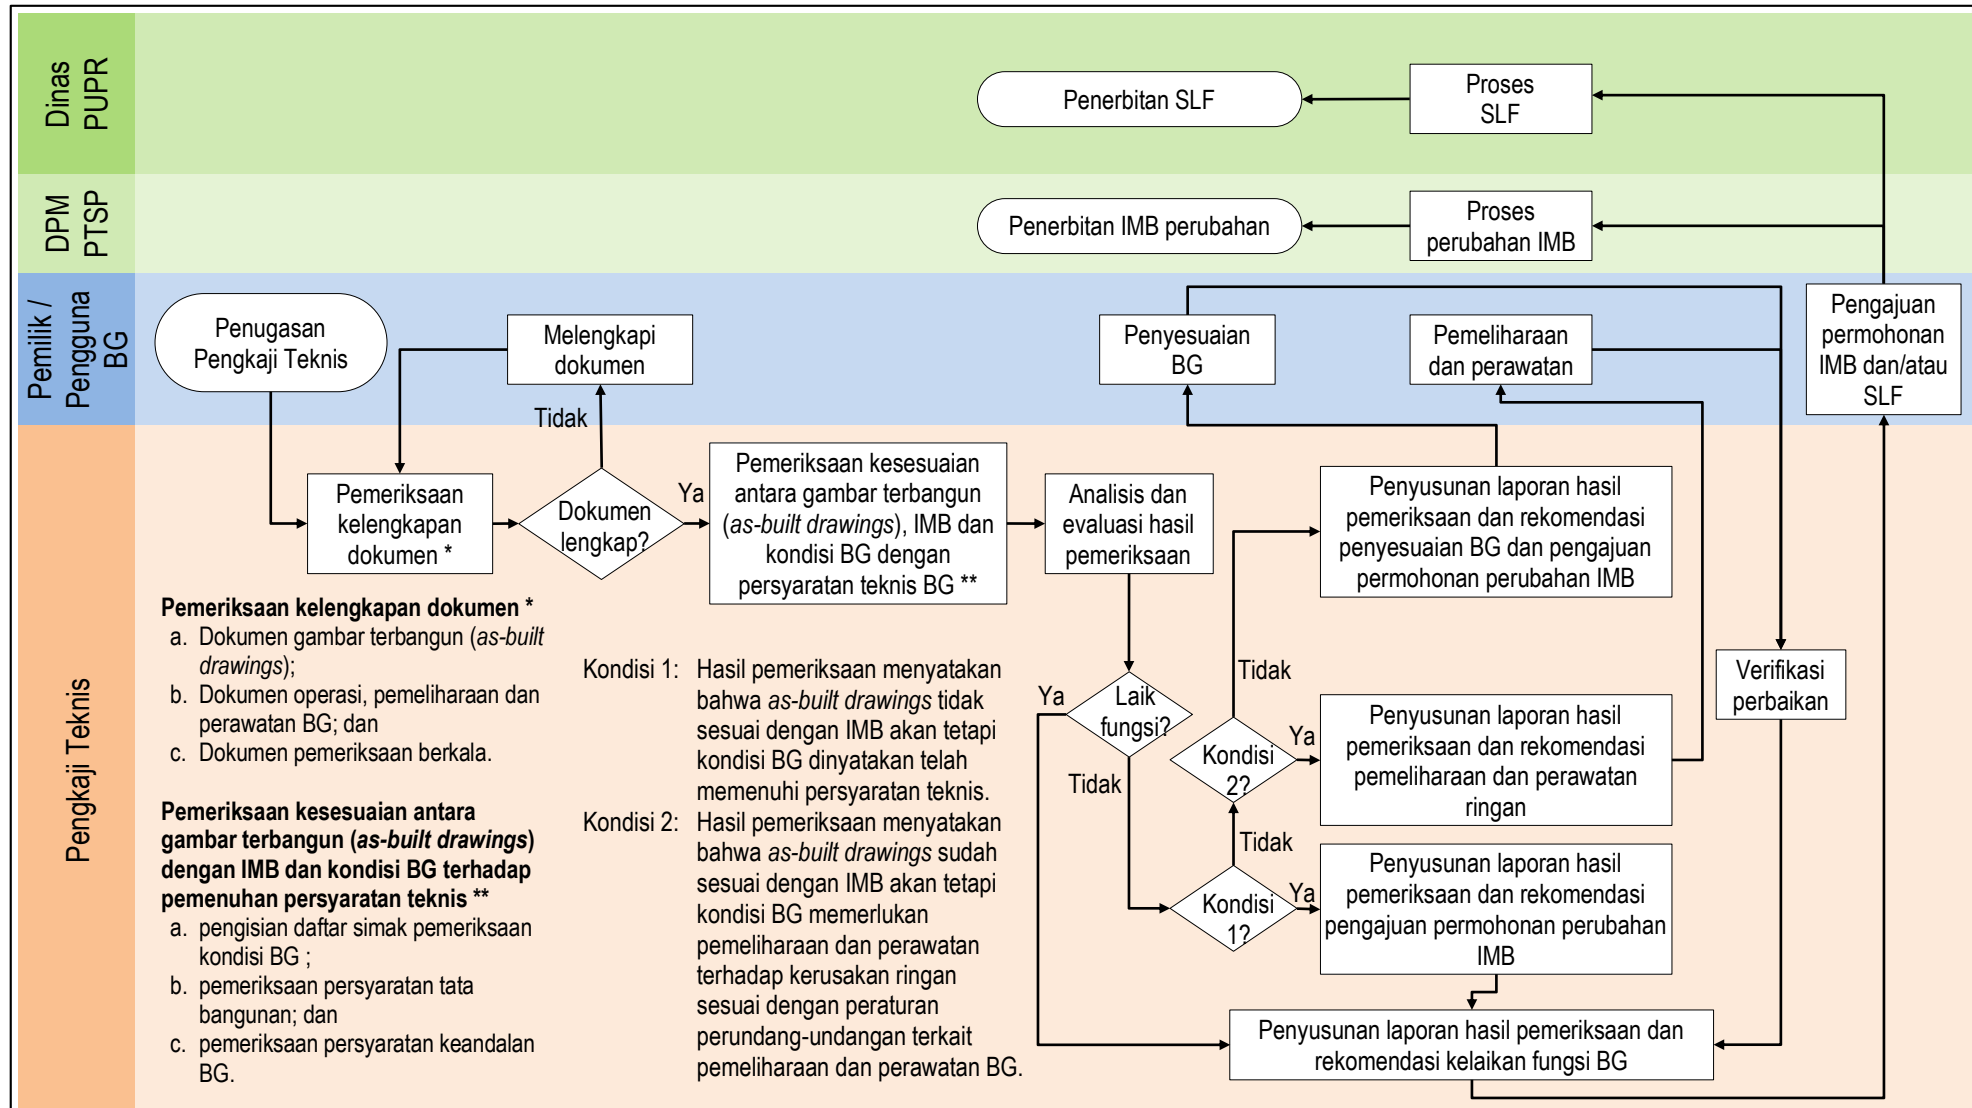 Dinas
PUPR
Penerbitan SLF
Proses
SLF
DPM
PTSP
Penerbitan IMB perubahan
Proses
perubahan IMB
Pemilik /
Pengguna
BG
Penugasan
Pengkaji Teknis
Melengkapi
dokumen
Penyesuaian
BG
Pemeliharaan
dan perawatan
Pengajuan
permohonan
IMB dan/atau
SLF
Tidak
Pengkaji Teknis
Pemeriksaan
kelengkapan
dokumen *
Dokumen
lengkap?
Ya
Pemeriksaan kesesuaian
antara gambar terbangun
(as-built drawings), IMB dan
kondisi BG dengan
persyaratan teknis BG **
Analisis dan
evaluasi hasil
pemeriksaan
Penyusunan laporan hasil
pemeriksaan dan rekomendasi
penyesuaian BG dan pengajuan
permohonan perubahan IMB
Pemeriksaan kelengkapan dokumen *
a. Dokumen gambar terbangun (as-built
drawings);
b. Dokumen operasi, pemeliharaan dan
perawatan BG; dan
c. Dokumen pemeriksaan berkala.
Pemeriksaan kesesuaian antara
gambar terbangun (as-built drawings)
dengan IMB dan kondisi BG terhadap
pemenuhan persyaratan teknis **
a. pengisian daftar simak pemeriksaan
kondisi BG ;
b. pemeriksaan persyaratan tata
bangunan; dan
c. pemeriksaan persyaratan keandalan
BG.
Kondisi 1: Hasil pemeriksaan menyatakan
bahwa as-built drawings tidak
sesuai dengan IMB akan tetapi
kondisi BG dinyatakan telah
memenuhi persyaratan teknis.
Kondisi 2: Hasil pemeriksaan menyatakan
bahwa as-built drawings sudah
sesuai dengan IMB akan tetapi
kondisi BG memerlukan
pemeliharaan dan perawatan
terhadap kerusakan ringan
sesuai dengan peraturan
perundang-undangan terkait
pemeliharaan dan perawatan BG.
Ya
Laik
fungsi?
Tidak
Tidak
Kondisi
2?
Ya
Penyusunan laporan hasil
pemeriksaan dan rekomendasi
pemeliharaan dan perawatan
ringan
Verifikasi
perbaikan
Tidak
Kondisi
1?
Ya
Penyusunan laporan hasil
pemeriksaan dan rekomendasi
pengajuan permohonan perubahan
IMB
Penyusunan laporan hasil pemeriksaan dan
rekomendasi kelaikan fungsi BG